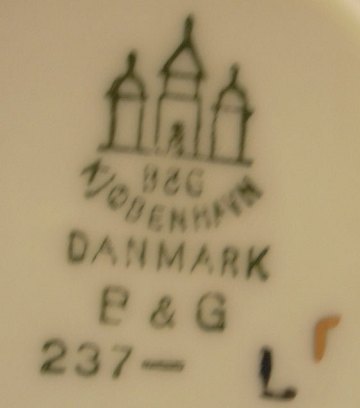 B&G
KJØBENHAVN
DANMARK
B & G
237—
L r